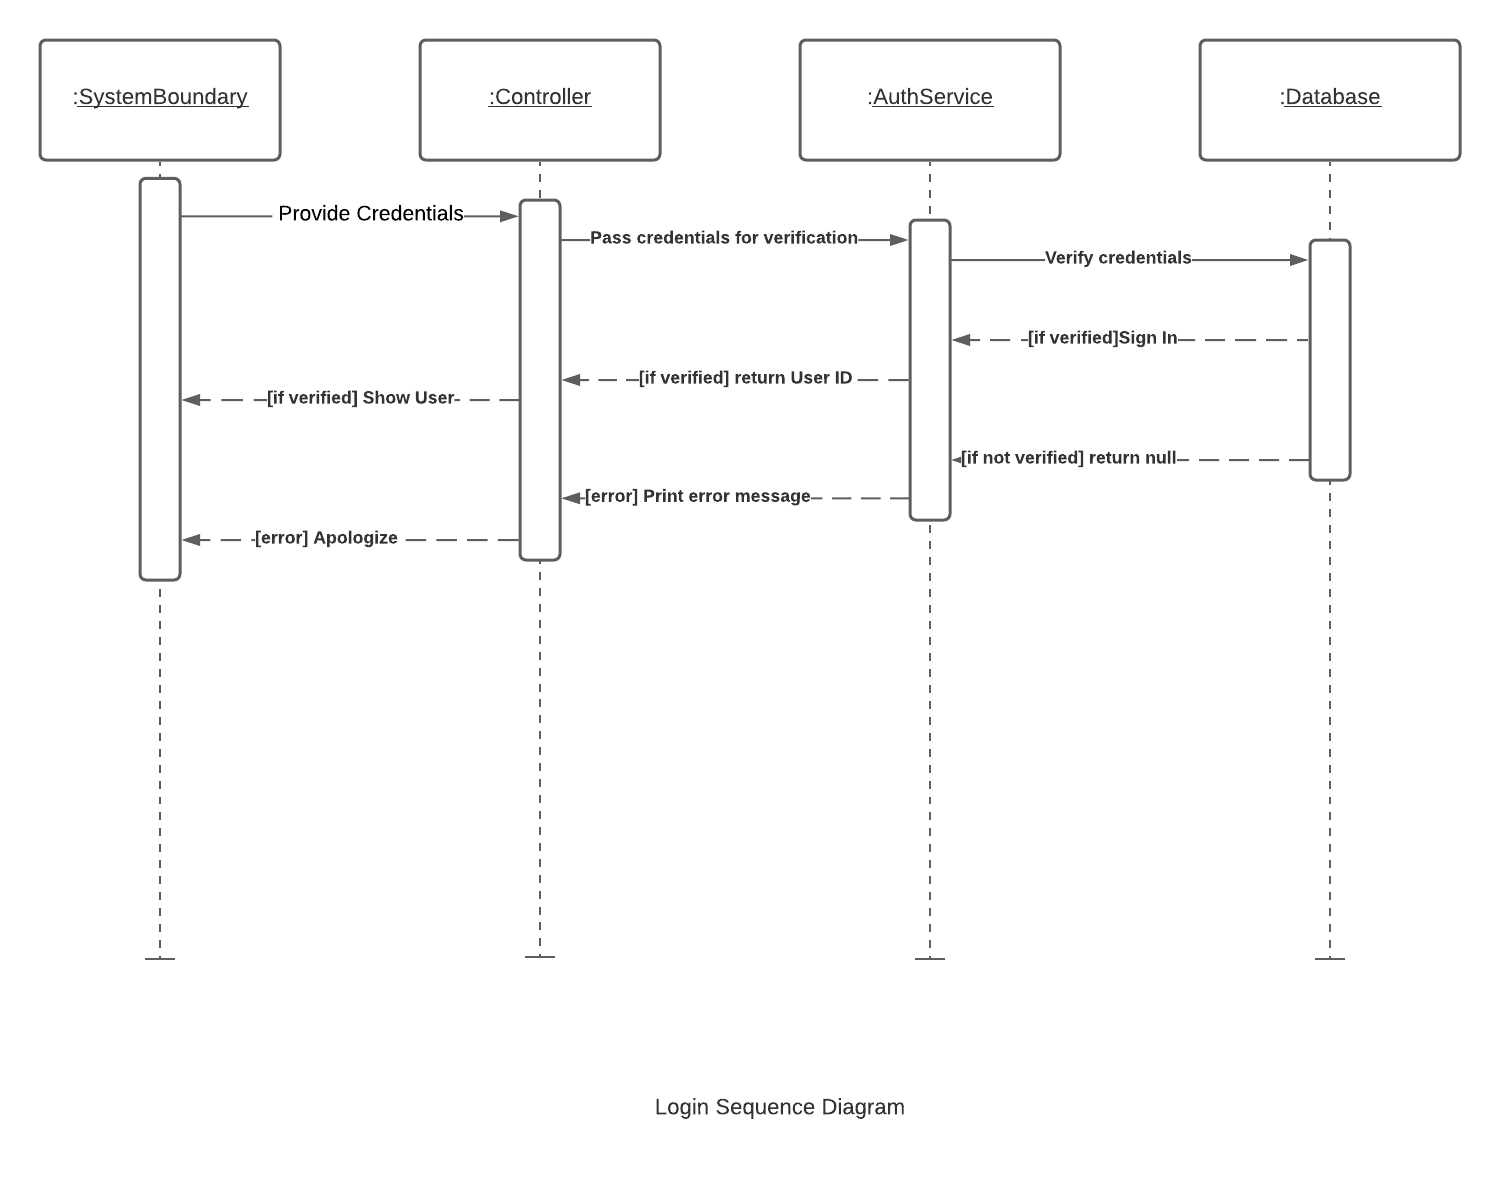 :SystemBoundary
:Controller
:AuthService
:Database
Provide Credentials
Pass credentials for verification
Verify credentials
[if verified]Sign In
[if verified] return User ID
[if verified] Show User
[if not verified] return null
[error] Print error message
[error] Apologize
Login Sequence Diagram